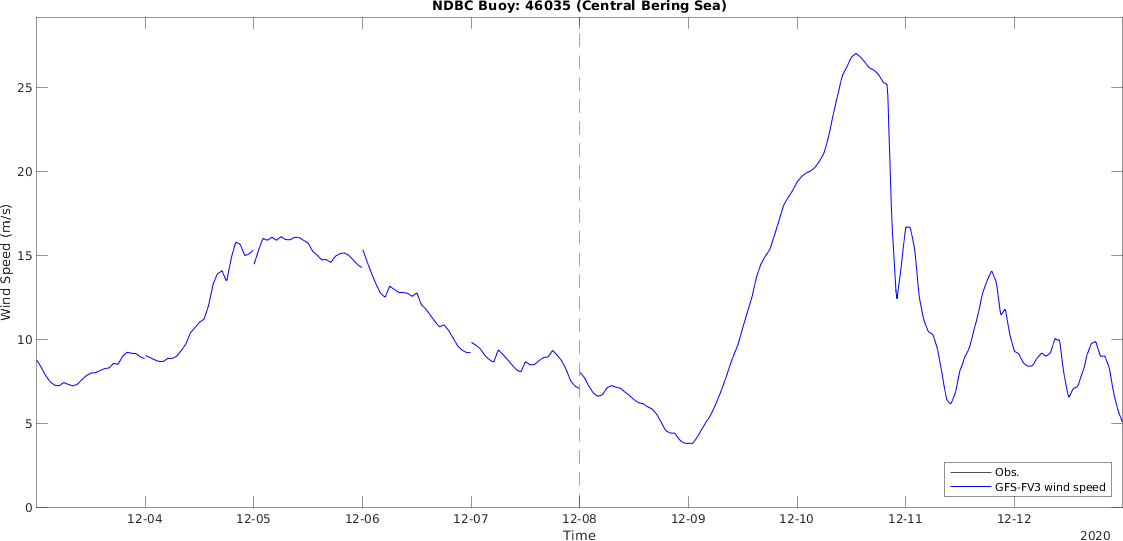 NDBC Buoy: 46035 (Central Bering Sea)
Wind Speed (m/s)
25
20
15
10
5
0
Obs.
GFS-FV3 wind speed
12-04 12-05 12-06 12-07 12-08 12-09 12-10 12-11 12-12
Time
2020